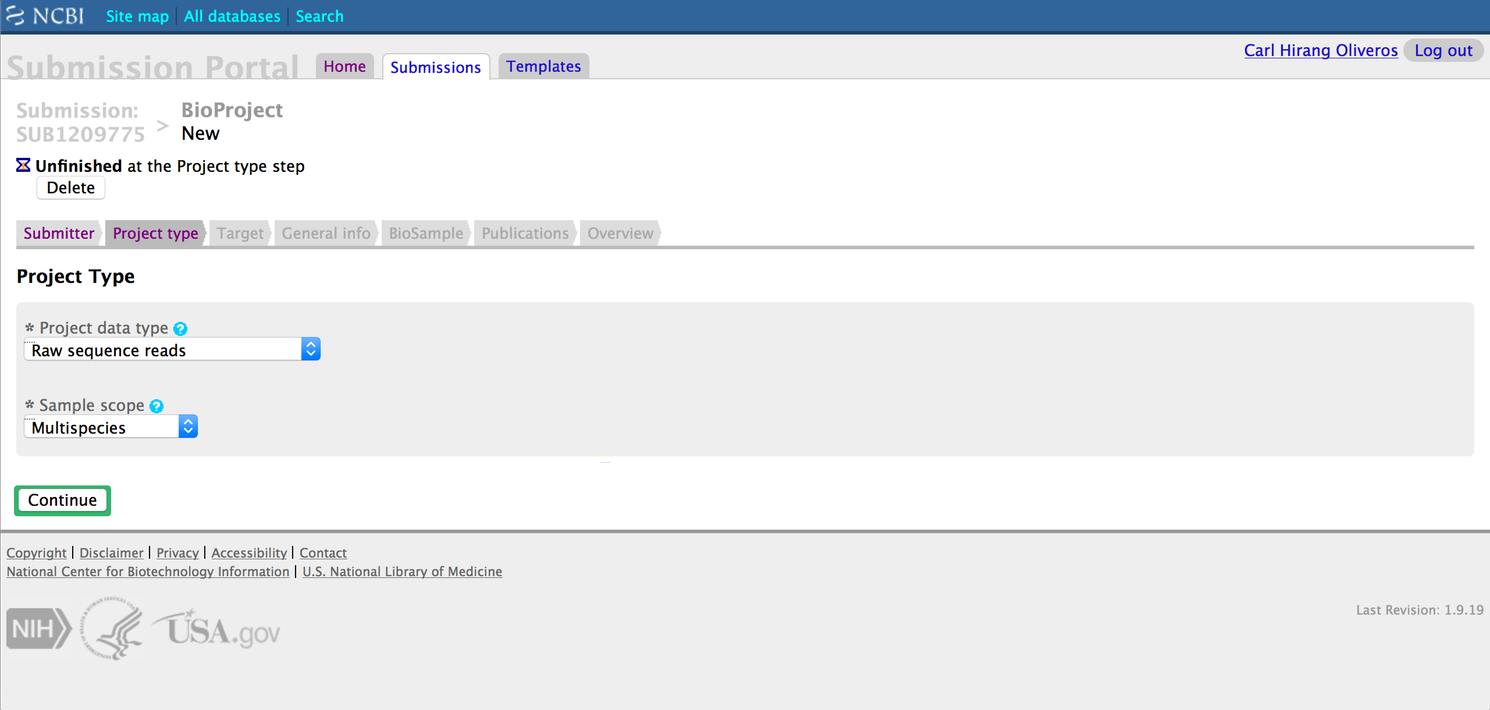 NCBI Site map All databases Search
Carl Hirang Oliveros Log out
Submission Portal Home Submissions Templates
Submission: SUB1209775 > BioProject
New
Unfinished at the Project type step
Delete
Submitter Project type Target General info BioSample Publications Overview
Project Type
* Project data type ?
Raw sequence reads
* Sample scope ?
Multispecies
Continue
Copyright | Disclaimer | Privacy | Accessibility | Contact
National Center for Biotechnology Information | U.S. National Library of Medicine
Last Revision: 1.9.19
NIH USA.gov